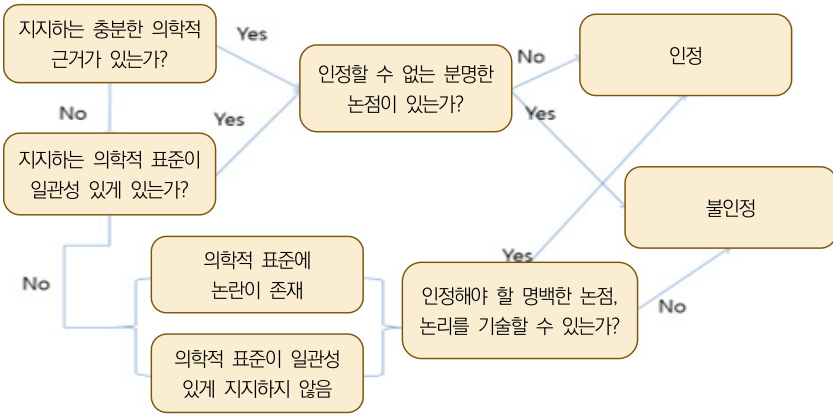 지지하는 충분한 의학적
근거가 있는가?
Yes
No
인정할 수 없는 분명한
논점이 있는가?
No
Yes
인정
지지하는 의학적 표준이
일관성 있게 있는가?
Yes
불인정
No
의학적 표준에
논란이 존재
의학적 표준이 일관성
있게 지지하지 않음
인정해야 할 명백한 논점,
논리를 기술할 수 있는가?
Yes
No